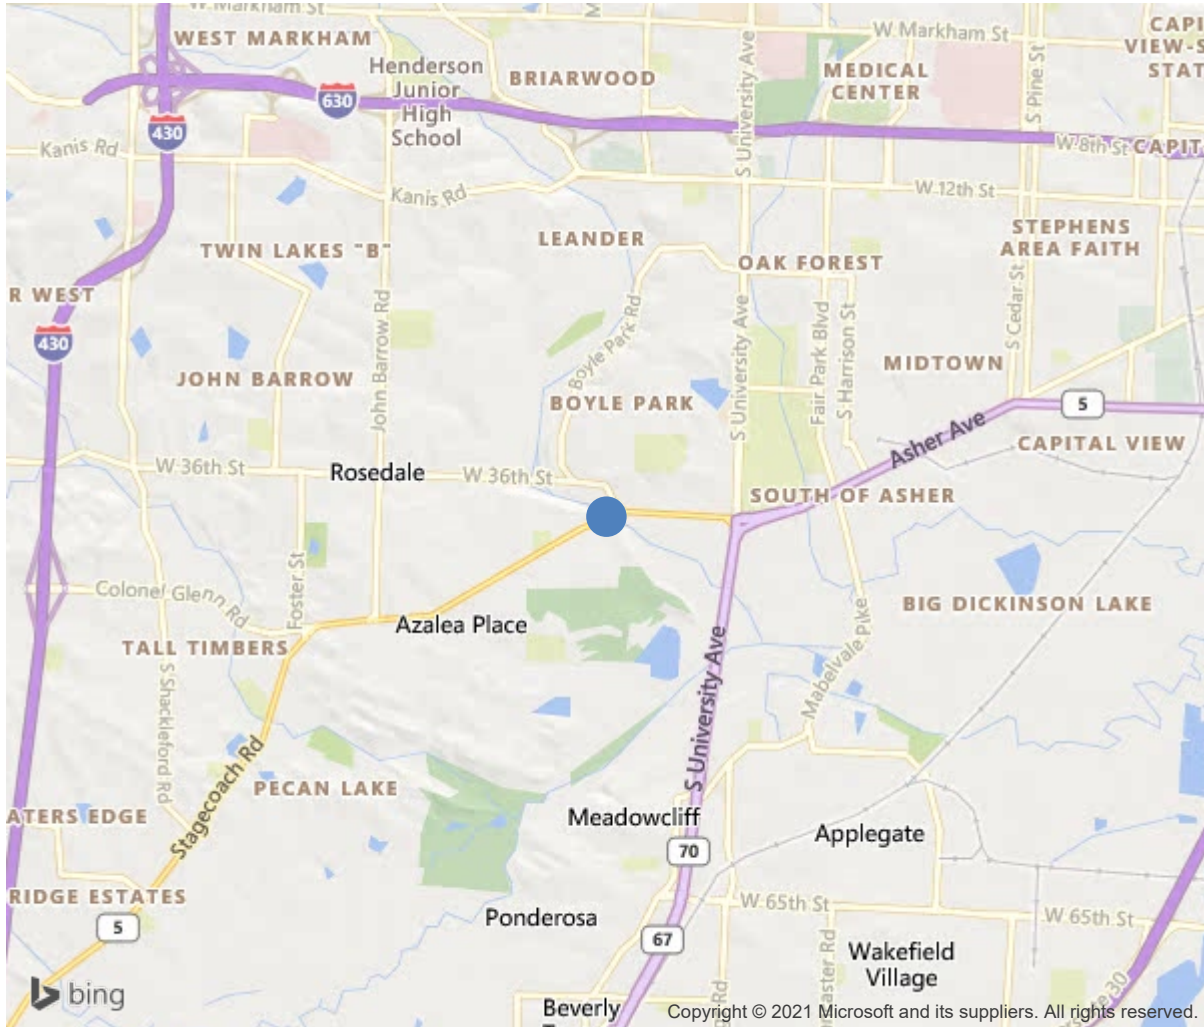 W Markham St
WEST MARKHAM
Henderson
Junior
High
School
BRIARWOOD
S University Ave
W Markham St
MEDICAL
CENTER
S Pine St
CAPI
VIEW-S
STAT
630
430
Kanis Rd
W 8th St
CAPIT
Kanis Rd
W 12th St
TWIN LAKES "B"
LEANDER
OAK FOREST
STEPHENS
AREA FAITH
R WEST
430
John Barrow Rd
Boyle Park Rd
S University Ave
Fair Park Blvd
S Harrison St
S Cedar St
MIDTOWN
JOHN BARROW
BOYLE PARK
5
Asher Ave
CAPITAL VIEW
W 36th St
Rosedale
W 36th St
SOUTH OF ASHER
Foster St
Colonel Glenn Rd
Azalea Place
BIG DICKINSON LAKE
TALL TIMBERS
S Shackleford Rd
Mabelvale Pike
S University Ave
Stagecoach Rd
PECAN LAKE
ATERS EDGE
Meadowcliff
Applegate
70
RIDGE ESTATES
5
Ponderosa
W 65th St
W 65th St
67
Wakefield
Village
bing
Beverly
Rd
caster Rd
30
Copyright © 2021 Microsoft and its suppliers. All rights reserved.